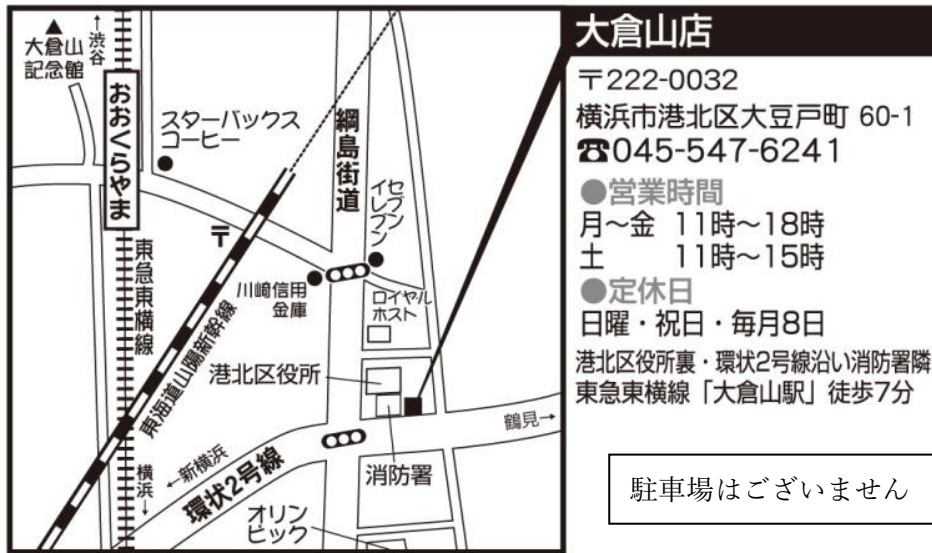 大倉山店
〒222-0032
横浜市港北区大豆戸町 60-1
☎045-547-6241
●営業時間
月～金 11時～18時
土 11時～15時
●定休日
日曜・祝日・毎月8日
港北区役所裏・環状2号線沿い消防署隣
東急東横線「大倉山駅」徒歩7分
駐車場はございません
▲
大倉山
記念館
↑渋谷
おおくらやま
スターバックス
コーヒー
綱島街道
セブン
イレブン
〒
東急東横線
川崎信用
金庫
ロイヤル
ホスト
東海道山陽新幹線
港北区役所
鶴見→
←新横浜
環状2号線
消防署
横浜↓
オリン
ピック